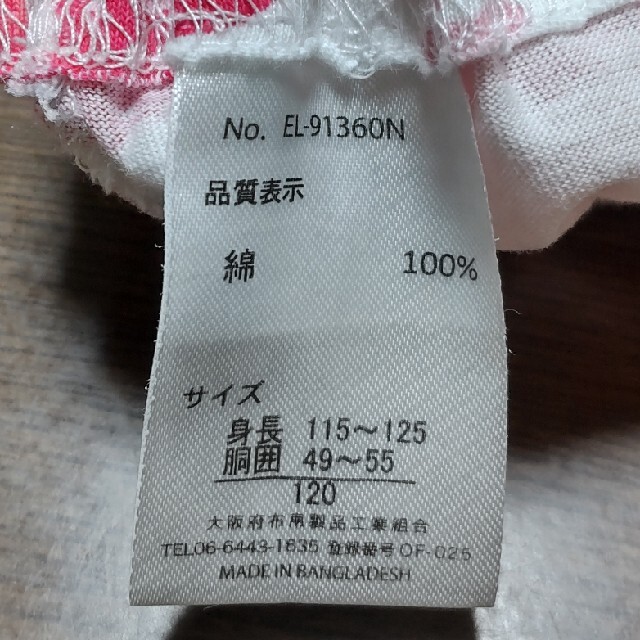 No. EL-91360N
品質表示
綿 100%
サイズ
身長 115～125
胴囲 49～55
120
大阪府布帛製品工業組合
TEL06-6443-1635 登録番号OF-025
MADE IN BANGLADESH